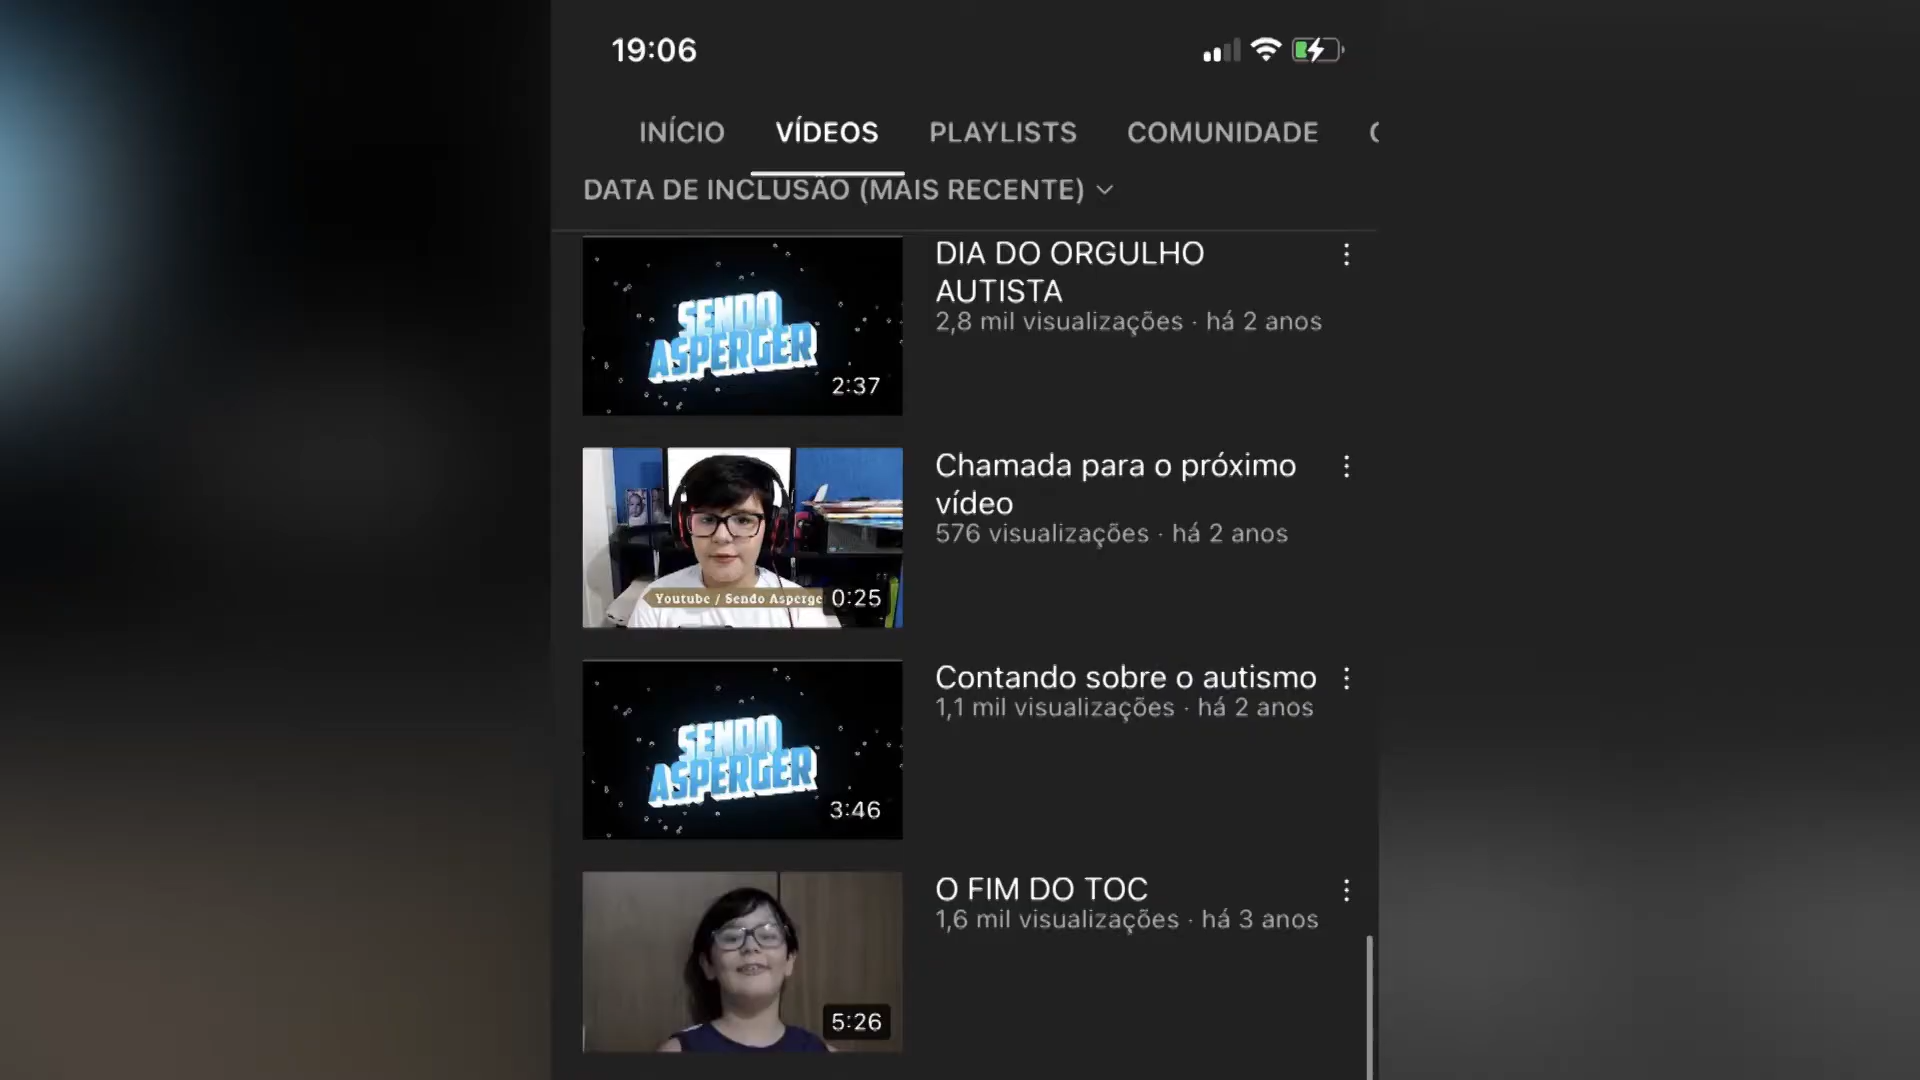 19:06
INÍCIO VÍDEOS PLAYLISTS COMUNIDADE
DATA DE INCLUSÃO (MAIS RECENTE)
SENDO
ASPERGER
2:37
DIA DO ORGULHO
AUTISTA
2,8 mil visualizações · há 2 anos
Youtube / Sendo Asperge
0:25
Chamada para o próximo
vídeo
576 visualizações · há 2 anos
SENDO
ASPERGER
3:46
Contando sobre o autismo
1,1 mil visualizações · há 2 anos
5:26
O FIM DO TOC
1,6 mil visualizações · há 3 anos